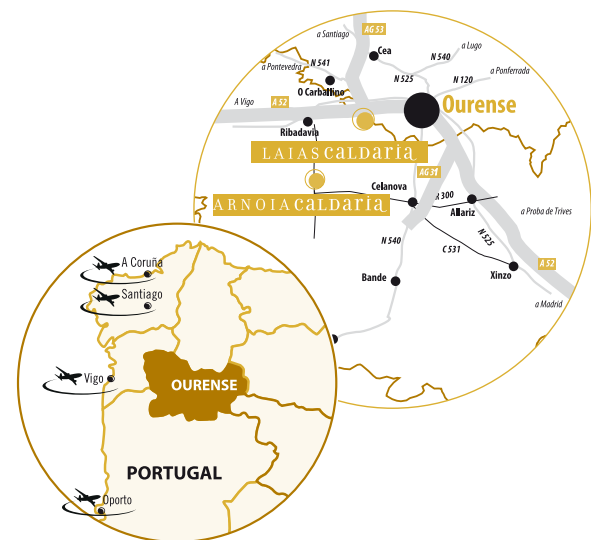 AG 53
a Santiago
Cea
a Lugo
N 540
N 541
a Pontevedra
N 525
N 120
a Ponferrada
O Carballino
A Vigo
A 52
Ourense
Ribadavia
LAIAS caldaria
AG 31
Celanova
300
ARNOIA caldaria
Allariz
a Proba de Trives
N 540
N 525
C 531
A 52
Xinzo
Bande
a Madrid
A Coruña
Santiago
Vigo
OURENSE
PORTUGAL
Oporto